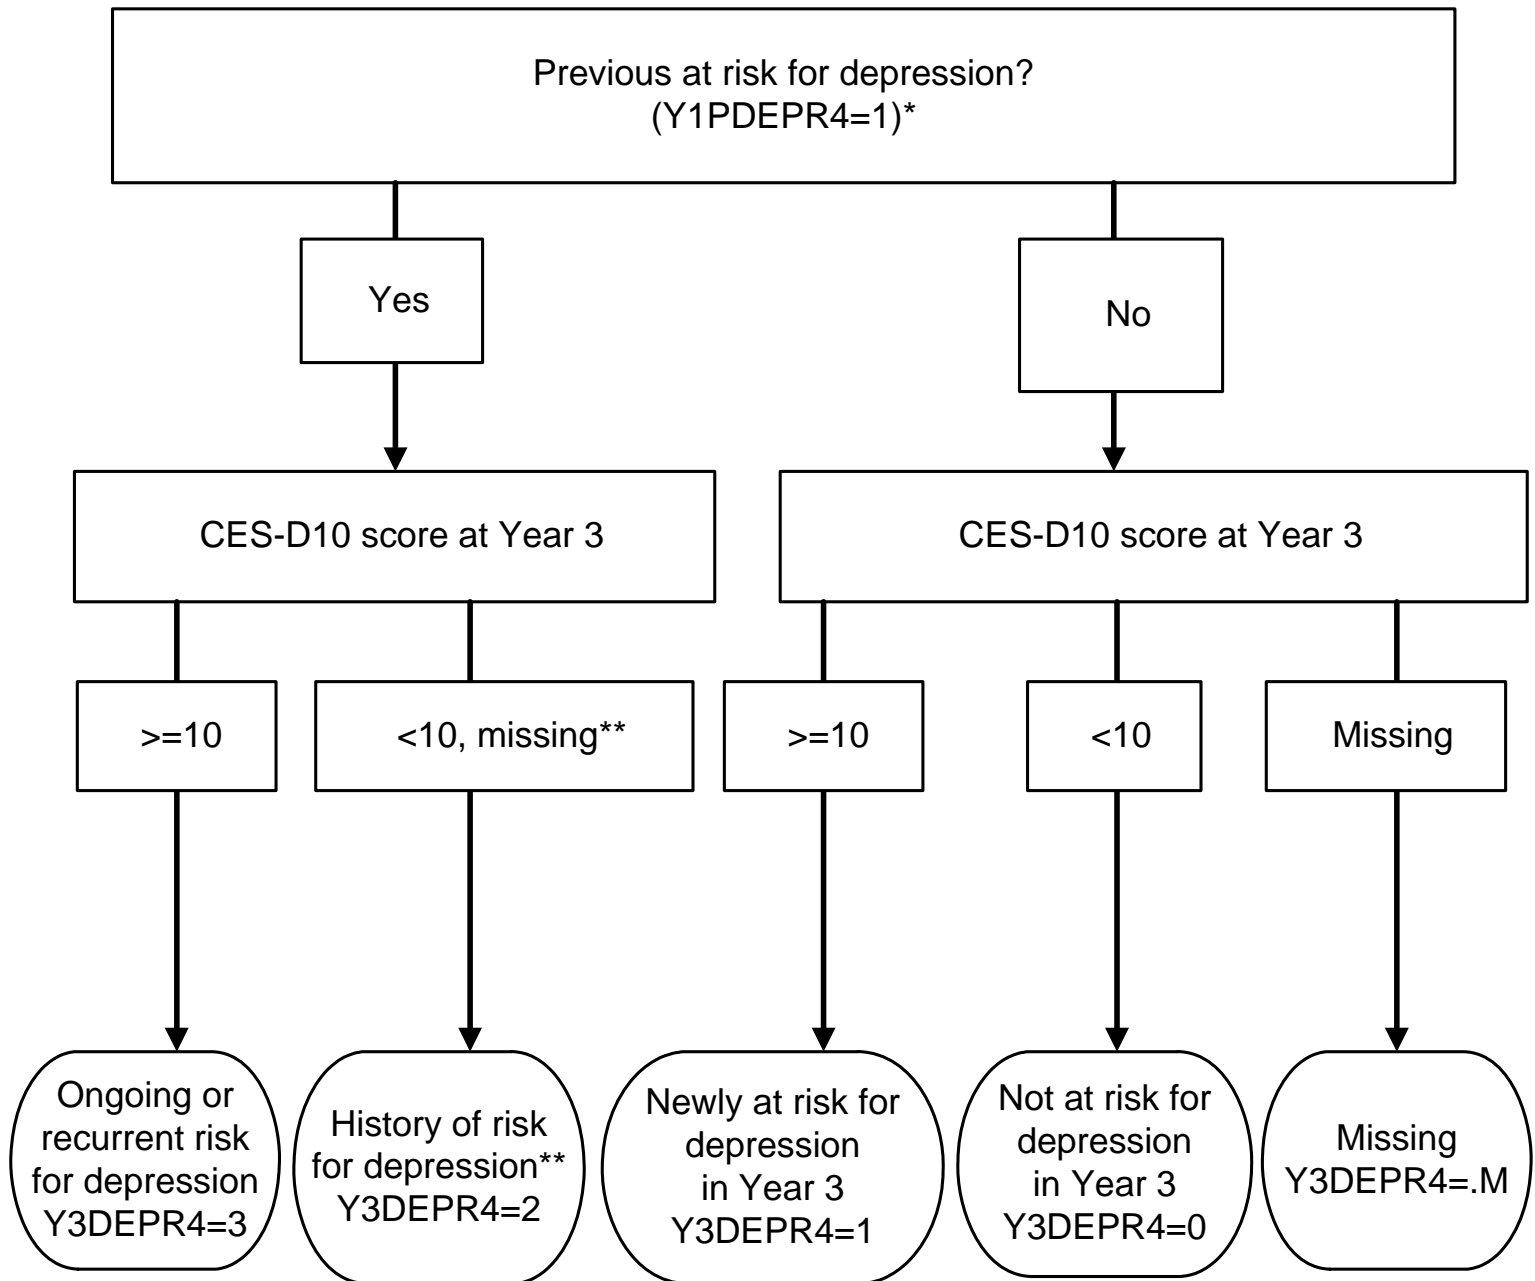 Previous at risk for depression?
(Y1PDEPR4=1)*
Yes
No
CES-D10 score at Year 3
CES-D10 score at Year 3
>=10
<10, missing**
>=10
<10
Missing
Ongoing or
recurrent risk
for depression
Y3DEPR4=3
History of risk
for depression**
Y3DEPR4=2
Newly at risk for
depression
in Year 3
Y3DEPR4=1
Not at risk for
depression
in Year 3
Y3DEPR4=0
Missing
Y3DEPR4=.M